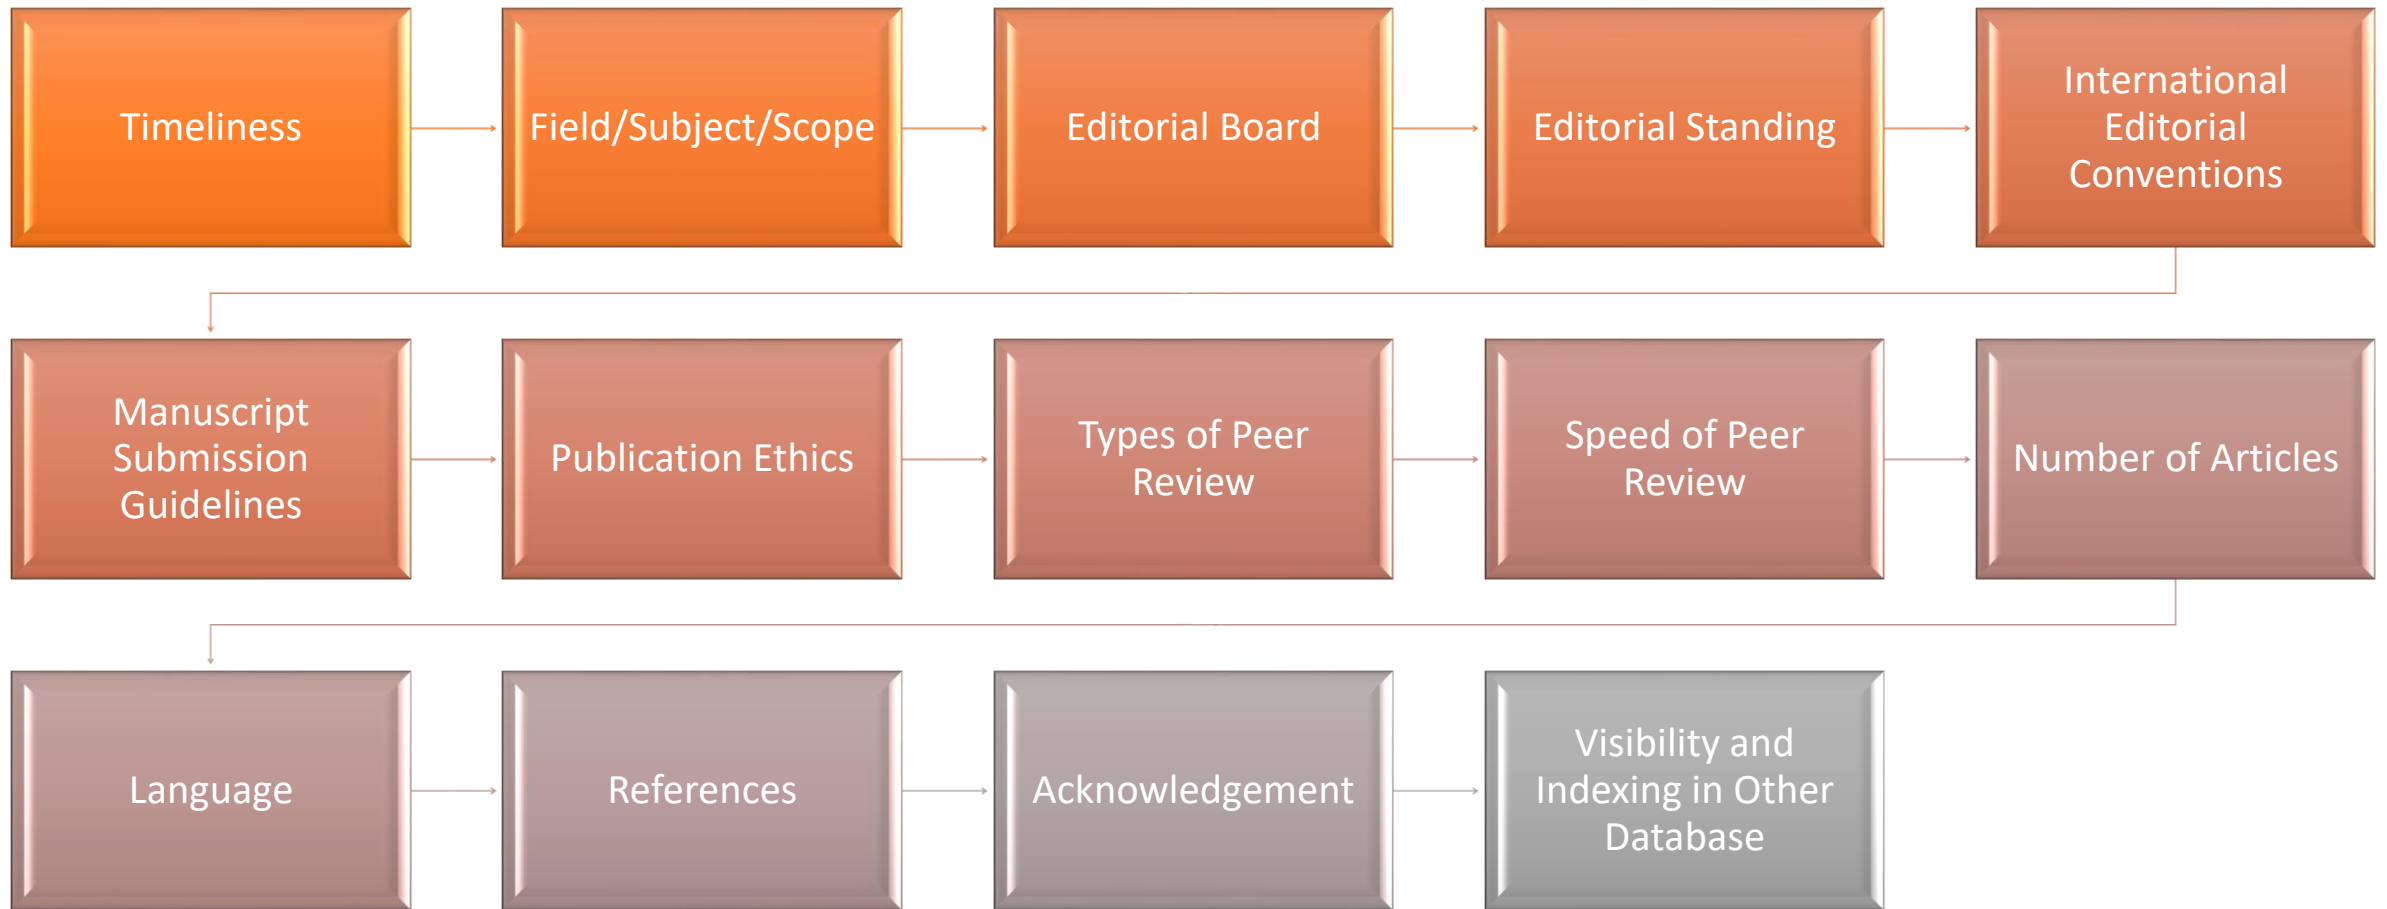 Timeliness
Field/Subject/Scope
Editorial Board
Editorial Standing
International
Editorial
Conventions
Manuscript
Submission
Guidelines
Publication Ethics
Types of Peer
Review
Speed of Peer
Review
Number of Articles
Language
References
Acknowledgement
Visibility and
Indexing in Other
Database